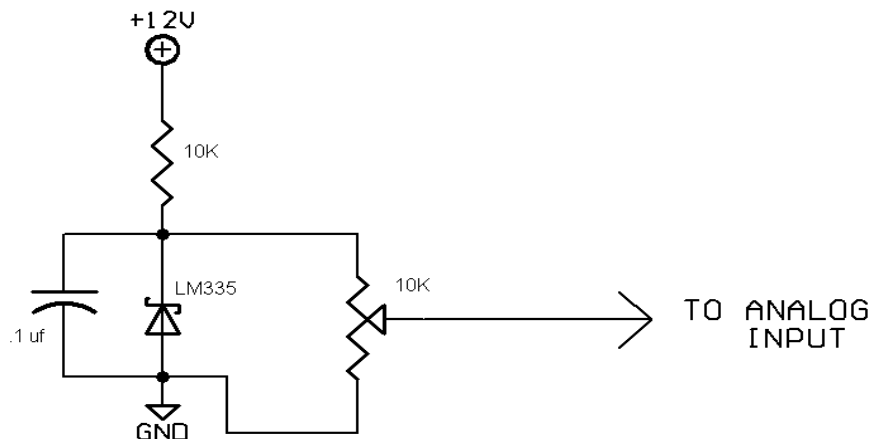 +12V
10K
LM335
10K
.1 uf
TO ANALOG
INPUT
GND